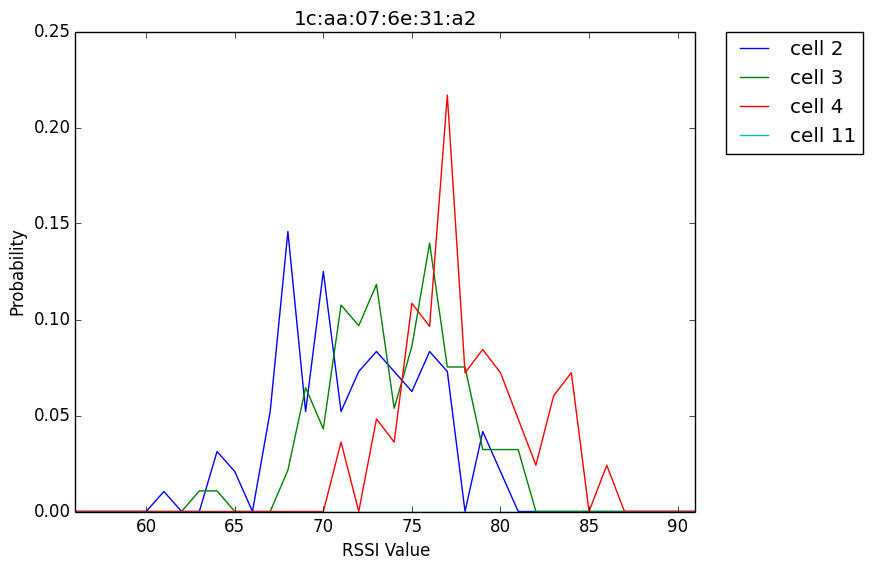 1c:aa:07:6e:31:a2
0.25
0.20
0.15
0.10
0.05
0.00
Probability
60 65 70 75 80 85 90
RSSI Value
cell 2
cell 3
cell 4
cell 11